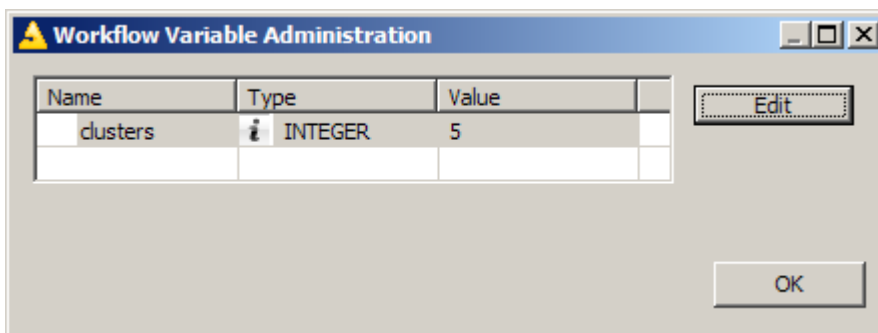 Workflow Variable Administration
Name Type Value
clusters i INTEGER 5
Edit
OK